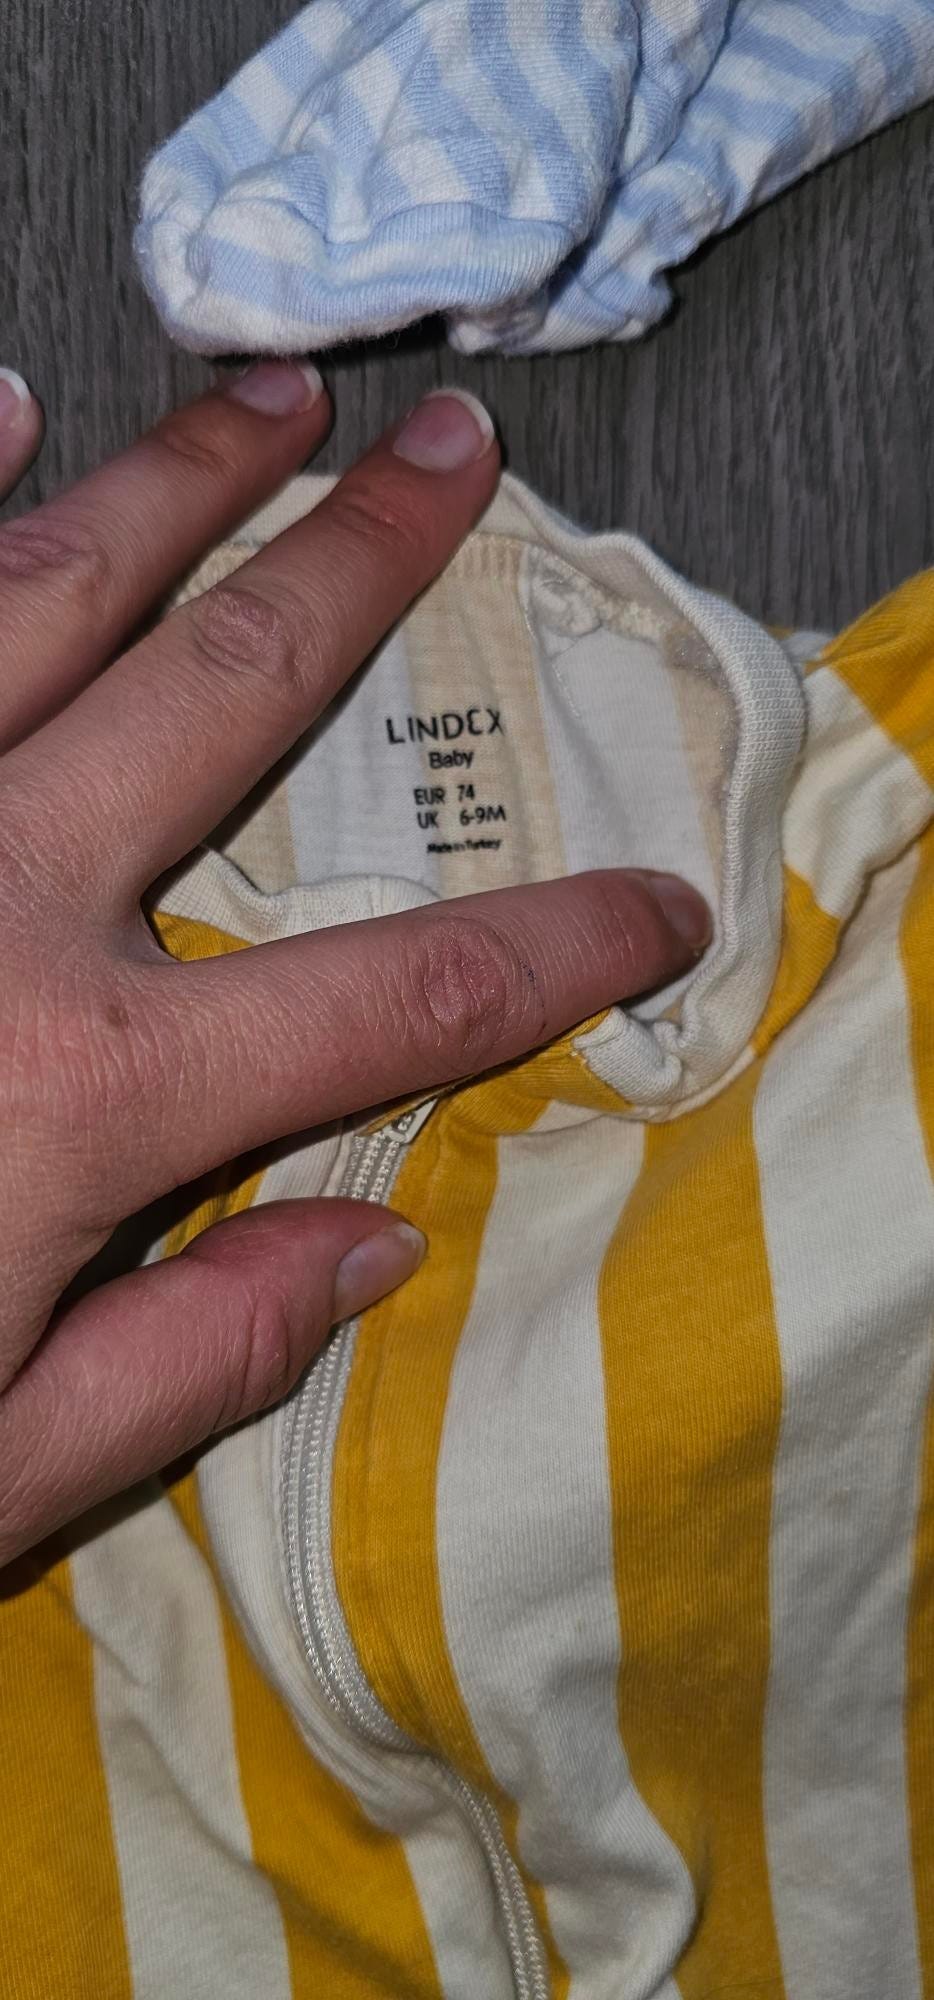 LINDEX
Baby
EUR 74
UK 6-9M
Made in Turkey